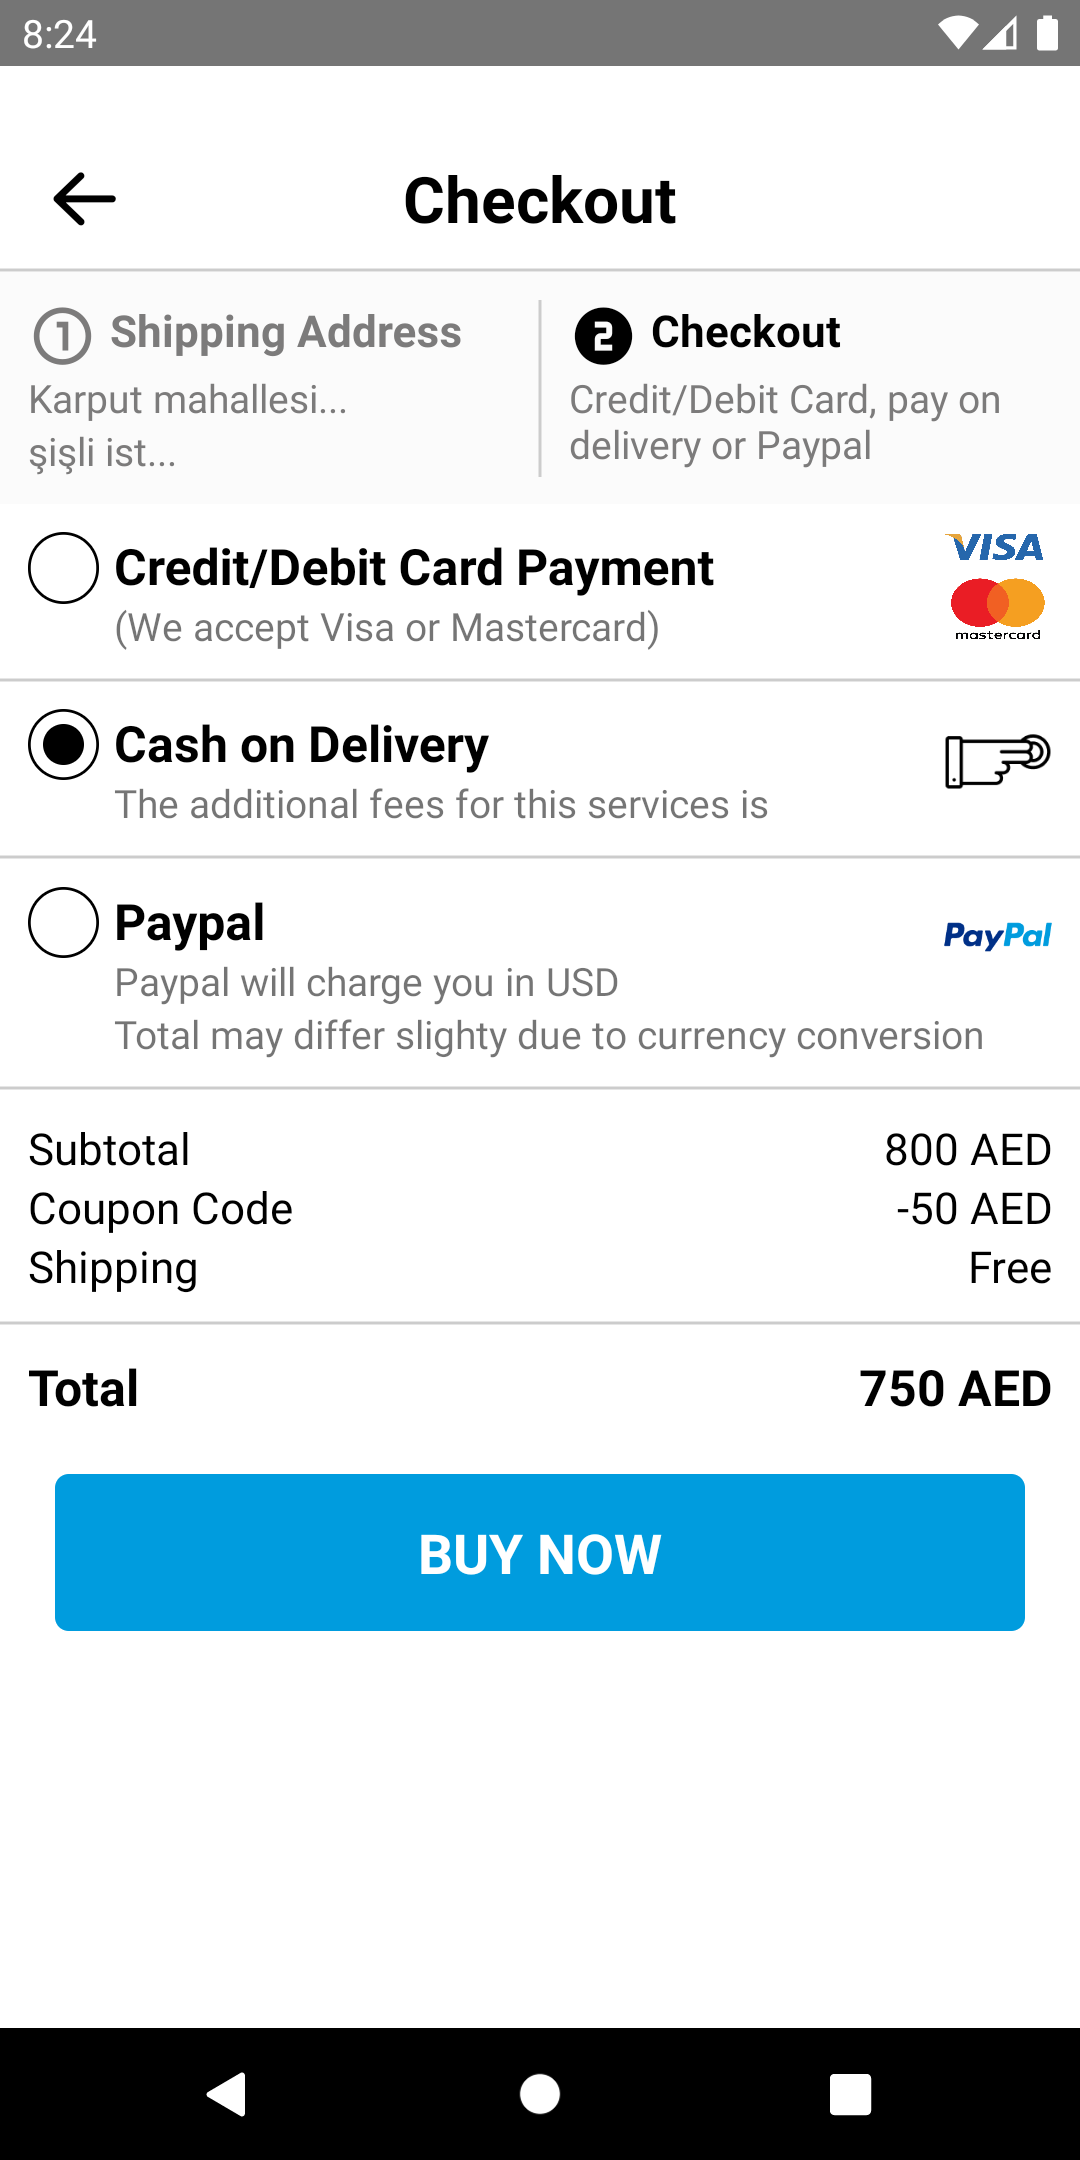 8:24
Checkout
1 Shipping Address
Karput mahallesi...
şişli ist...
2 Checkout
Credit/Debit Card, pay on
delivery or Paypal
Credit/Debit Card Payment
(We accept Visa or Mastercard)
VISA
mastercard
Cash on Delivery
The additional fees for this services is
Paypal
PayPal
Paypal will charge you in USD
Total may differ slighty due to currency conversion
Subtotal 800 AED
Coupon Code -50 AED
Shipping Free
Total 750 AED
BUY NOW